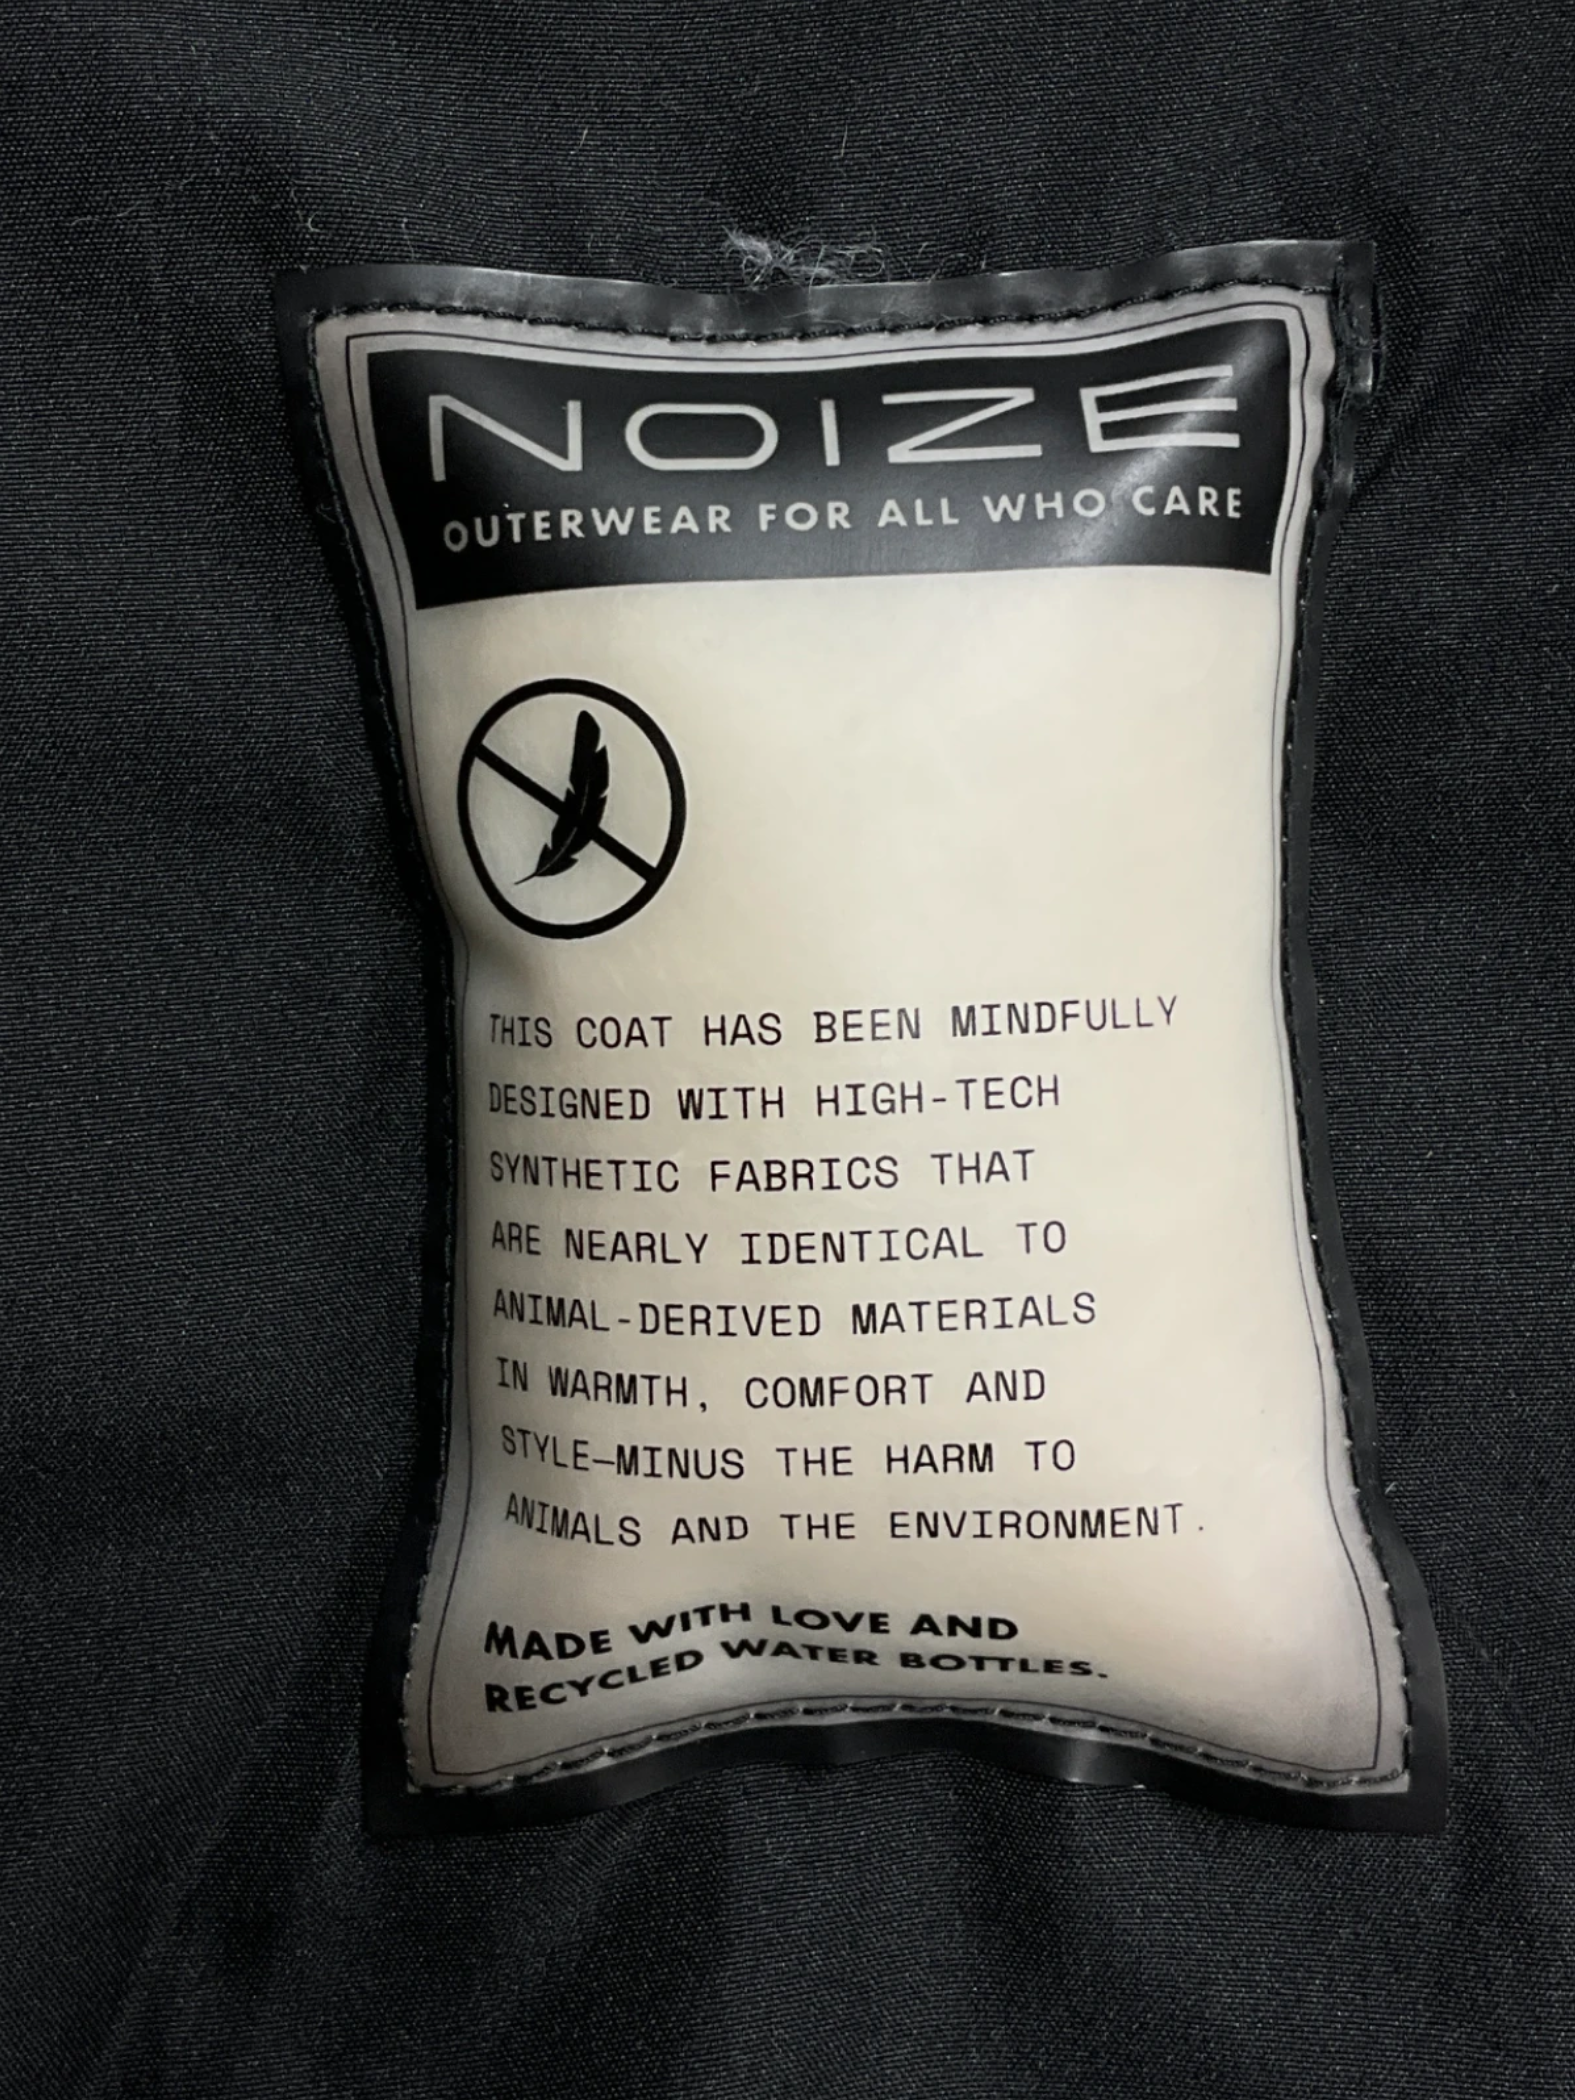 NOIZE
OUTERWEAR FOR ALL WHO CARE
THIS COAT HAS BEEN MINDFULLY
DESIGNED WITH HIGH-TECH
SYNTHETIC FABRICS THAT
ARE NEARLY IDENTICAL TO
ANIMAL-DERIVED MATERIALS
IN WARMTH, COMFORT AND
STYLE—MINUS THE HARM TO
ANIMALS AND THE ENVIRONMENT.
MADE WITH LOVE AND
RECYCLED WATER BOTTLES.